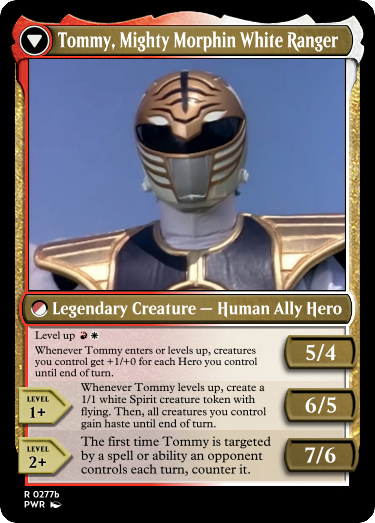 Tommy, Mighty Morphin White Ranger
Legendary Creature — Human Ally Hero
Level up
Whenever Tommy enters or levels up, creatures
you control get +1/+0 for each Hero you control
until end of turn.
5/4
LEVEL
1+
Whenever Tommy levels up, create a
1/1 white Spirit creature token with
flying. Then, all creatures you control
gain haste until end of turn.
6/5
LEVEL
2+
The first time Tommy is targeted
by a spell or ability an opponent
controls each turn, counter it.
7/6
R 0277b
PWR